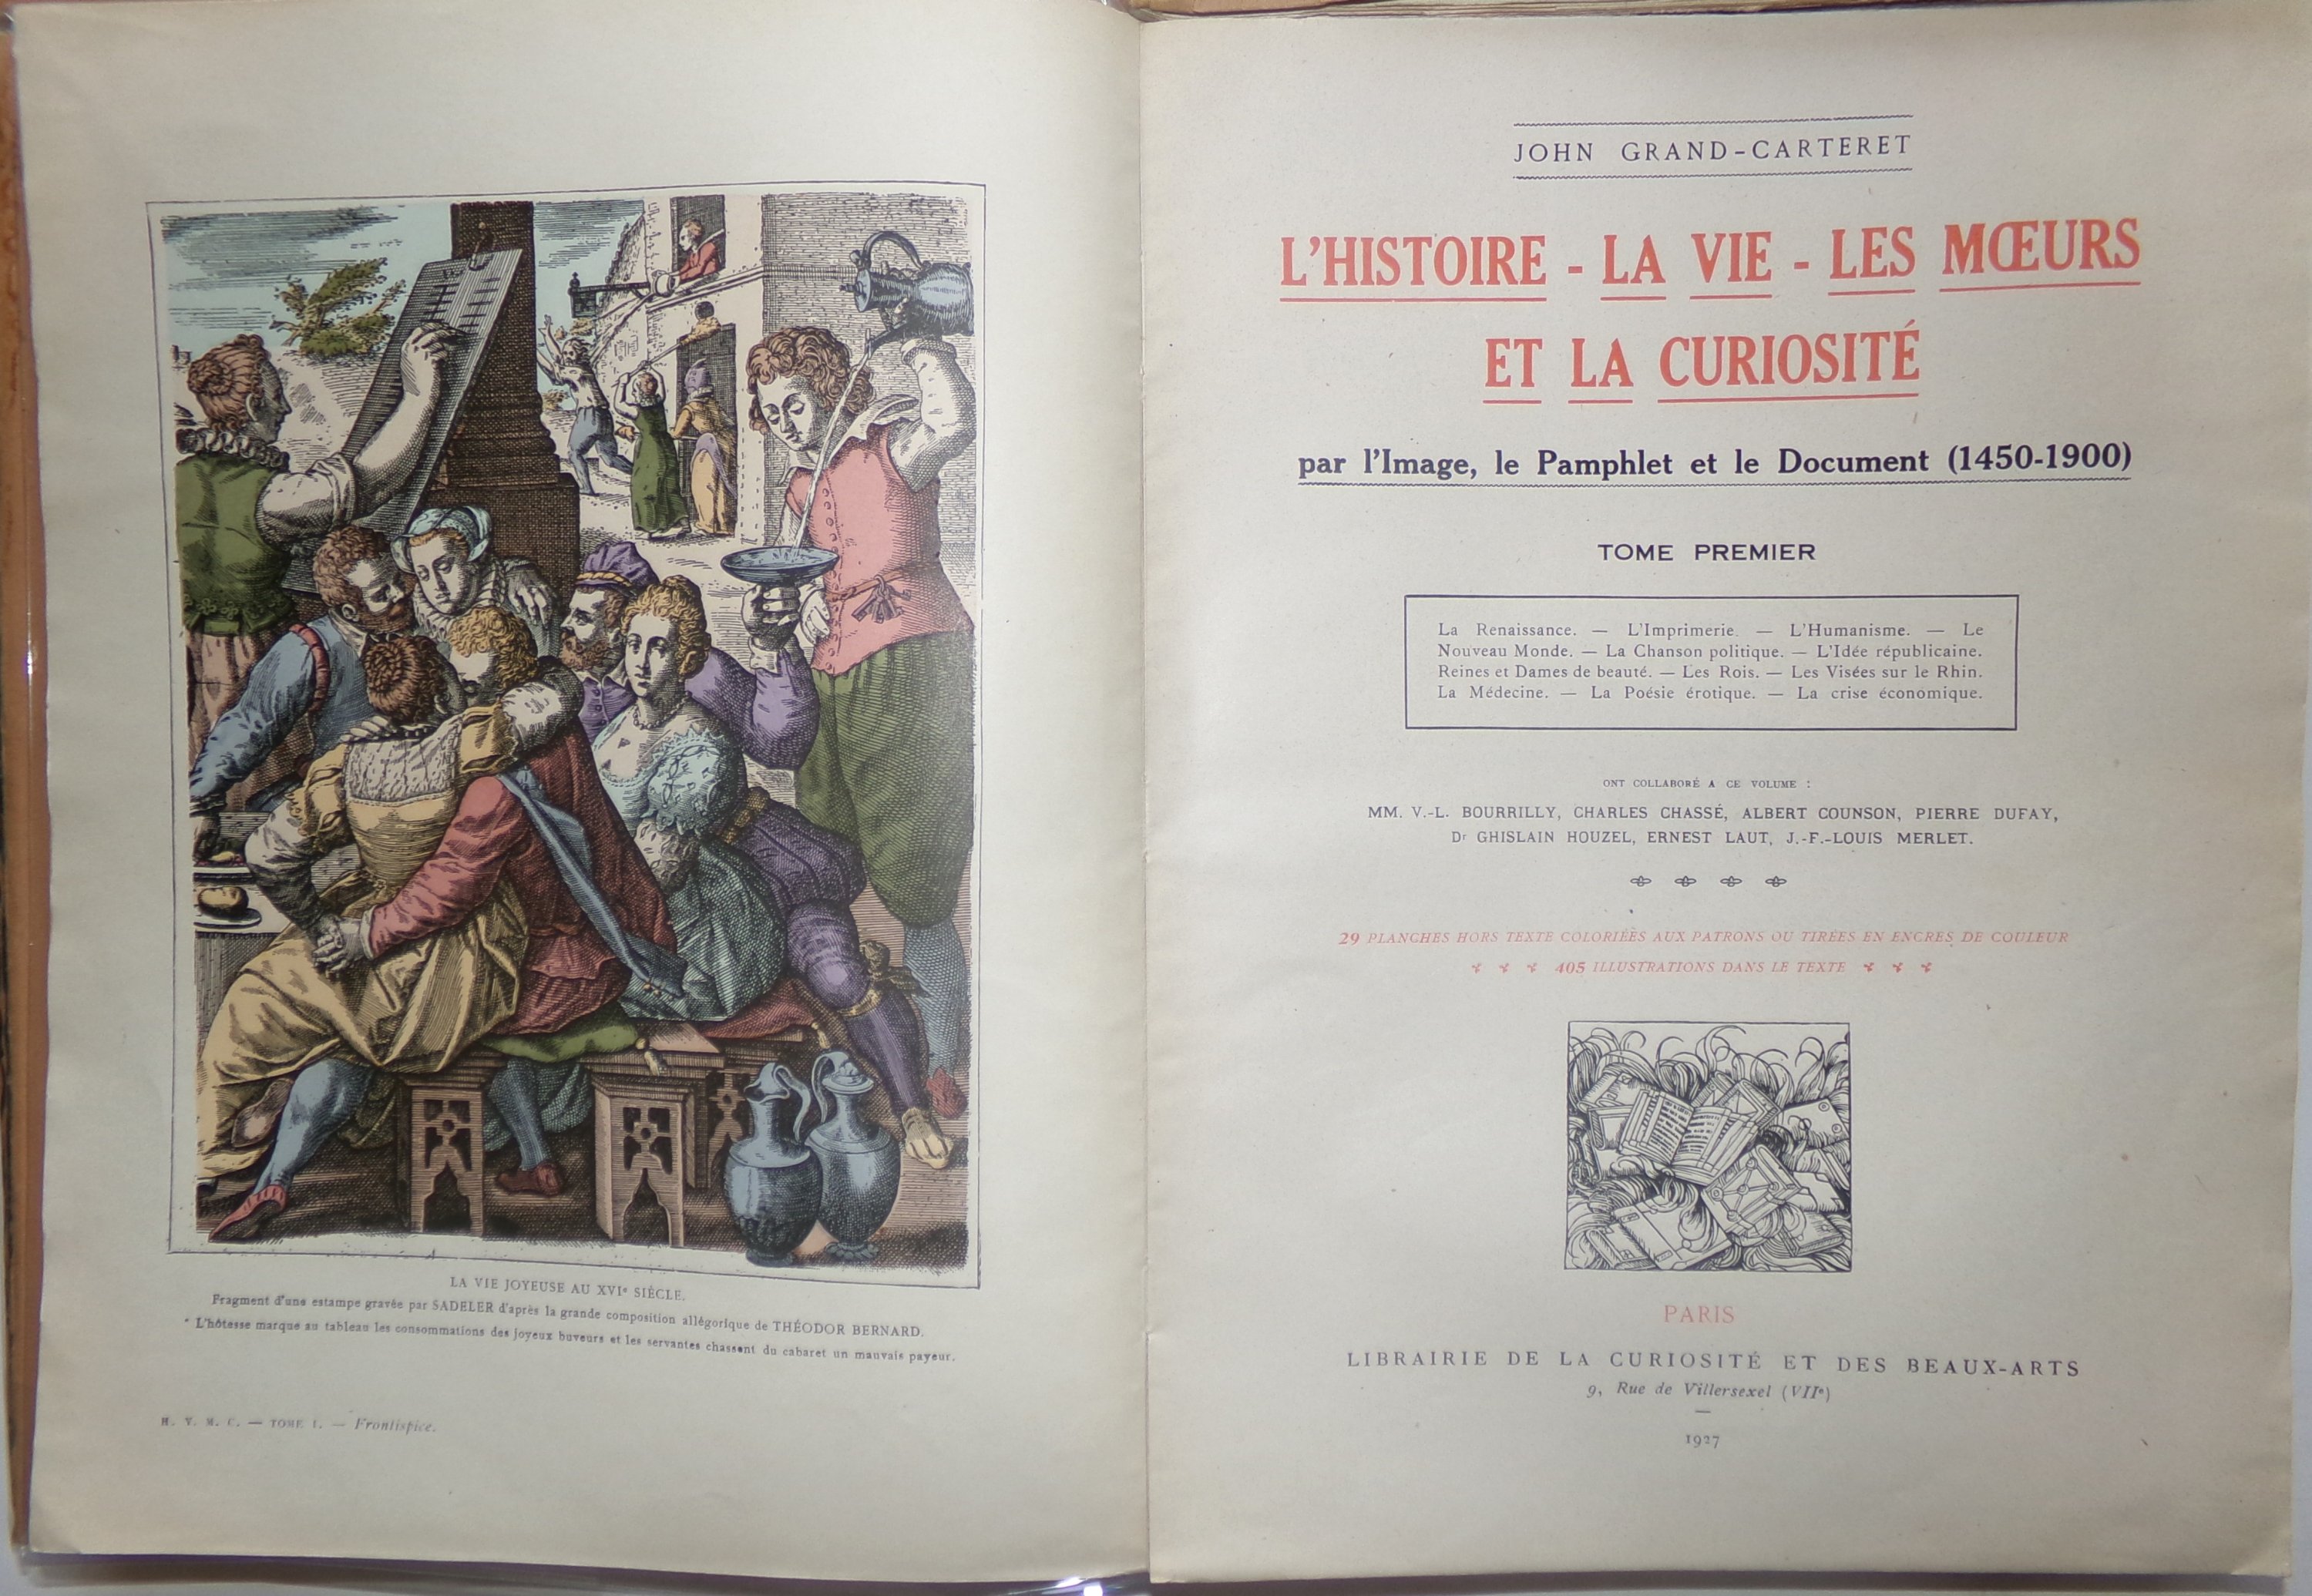 LA VIE JOYEUSE AU XVIe SIÈCLE.
Fragment d'une estampe gravée par SADELER d'après la grande composition allégorique de THÉODOR BERNARD.
L'hôtesse marque au tableau les consommations des joyeux buveurs et les servantes chassent du cabaret un mauvais payeur.
H. V. M. C. — TOME I. — Frontispice.
JOHN GRAND-CARTERET
L'HISTOIRE - LA VIE - LES MŒURS
ET LA CURIOSITÉ
par l'Image, le Pamphlet et le Document (1450-1900)
TOME PREMIER
La Renaissance. — L'Imprimerie. — L'Humanisme. — Le
Nouveau Monde. — La Chanson politique. — L'Idée républicaine.
Reines et Dames de beauté. — Les Rois. — Les Visées sur le Rhin.
La Médecine. — La Poésie érotique. — La crise économique.
ONT COLLABORÉ A CE VOLUME :
MM. V.-L. BOURRILLY, CHARLES CHASSÉ, ALBERT COUNSON, PIERRE DUFAY,
Dr GHISLAIN HOUZEL, ERNEST LAUT, J.-F.-LOUIS MERLET.
29 PLANCHES HORS TEXTE COLORIÉES AUX PATRONS OU TIRÉES EN ENCRES DE COULEUR
405 ILLUSTRATIONS DANS LE TEXTE
PARIS
LIBRAIRIE DE LA CURIOSITÉ ET DES BEAUX-ARTS
9, Rue de Villersexel (VIIe)
1927